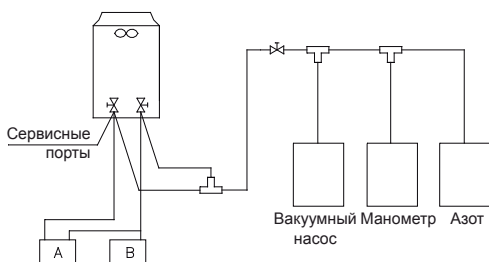 Сервисные
порты
Вакуумный
насос
Манометр
Азот
A
B